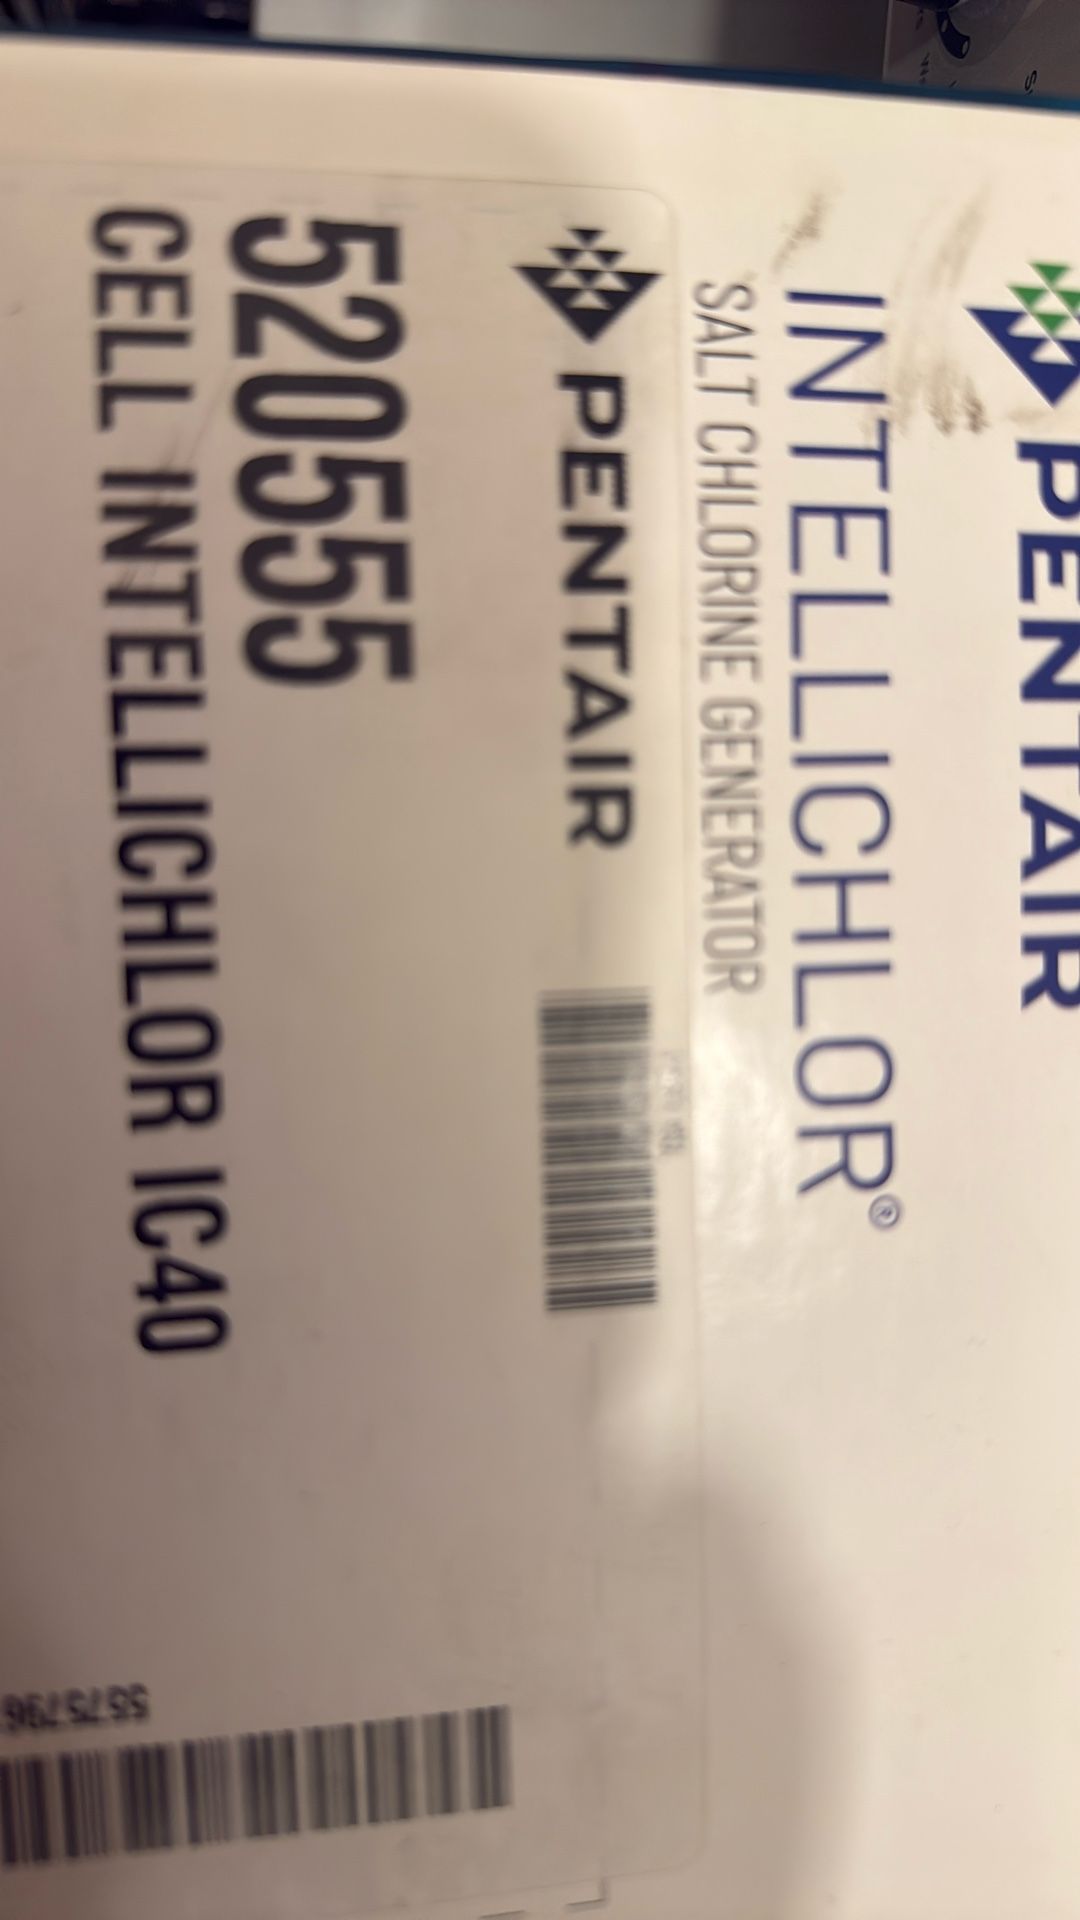 PENTAIR
INTELLICHLOR®
SALT CHLORINE GENERATOR
PENTAIR
520555
CELL INTELLICHLOR IC40